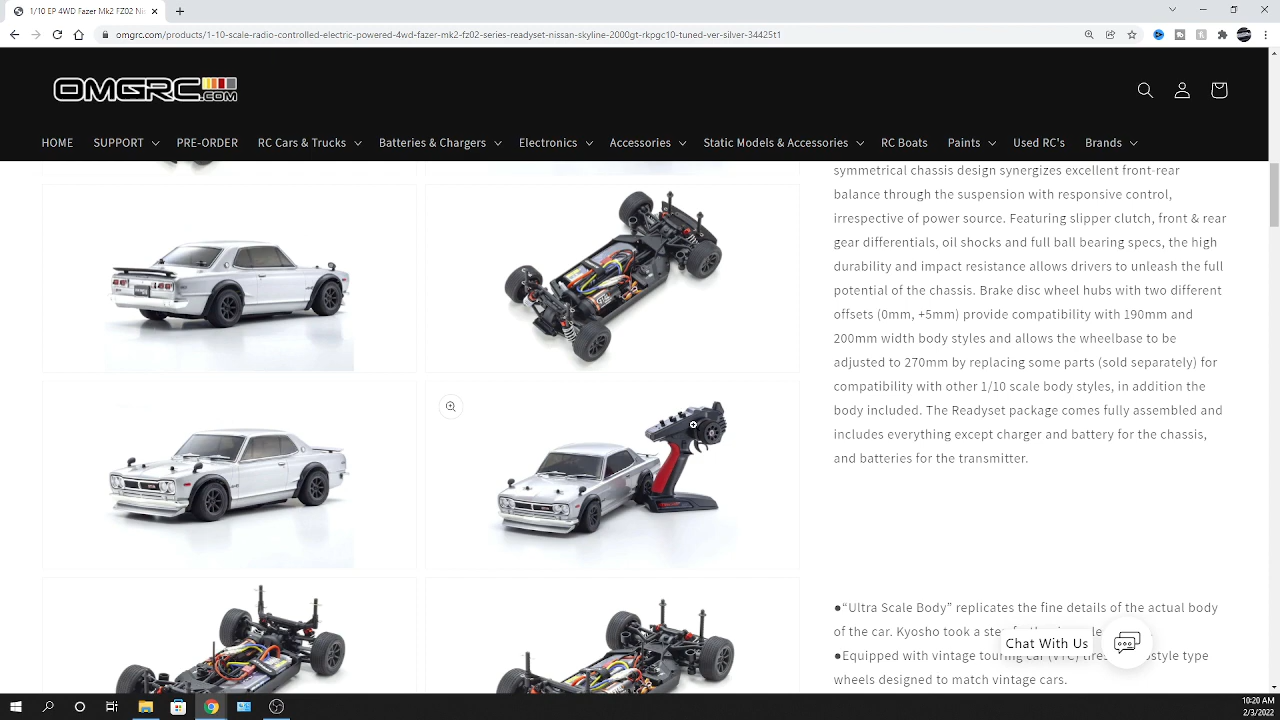 1/10 EP 4WD Fazer Mk2 FZ02 Ni
omgrc.com/products/1-10-scale-radio-controlled-electric-powered-4wd-fazer-mk2-fz02-series-readyset-nissan-skyline-2000gt-rkpgc10-tuned-ver-silver-34425t1
OMGRC.COM
HOME SUPPORT PRE-ORDER RC Cars & Trucks Batteries & Chargers Electronics Accessories Static Models & Accessories RC Boats Paints Used RC's Brands
symmetrical chassis design synergizes excellent front-rear
balance through the suspension with responsive control,
irrespective of power source. Featuring slipper clutch, front & rear
gear differentials, oil shocks and full ball bearing specs, the high
durability and impact resistance allows drivers to unleash the full
potential of the chassis. Brake disc wheel hubs with two different
offsets (0mm, +5mm) provide compatibility with 190mm and
200mm width body styles and allows the wheelbase to be
adjusted to 270mm by replacing some parts (sold separately) for
compatibility with other 1/10 scale body styles, in addition the
body included. The Readyset package comes fully assembled and
includes everything except charger and battery for the chassis,
and batteries for the transmitter.
●“Ultra Scale Body” replicates the fine details of the actual body
of the car. Kyosho took a
Chat With Us
●Equipped with vintage touring car type
wheels designed to match vintage cars.
10:20 AM
2/3/2022